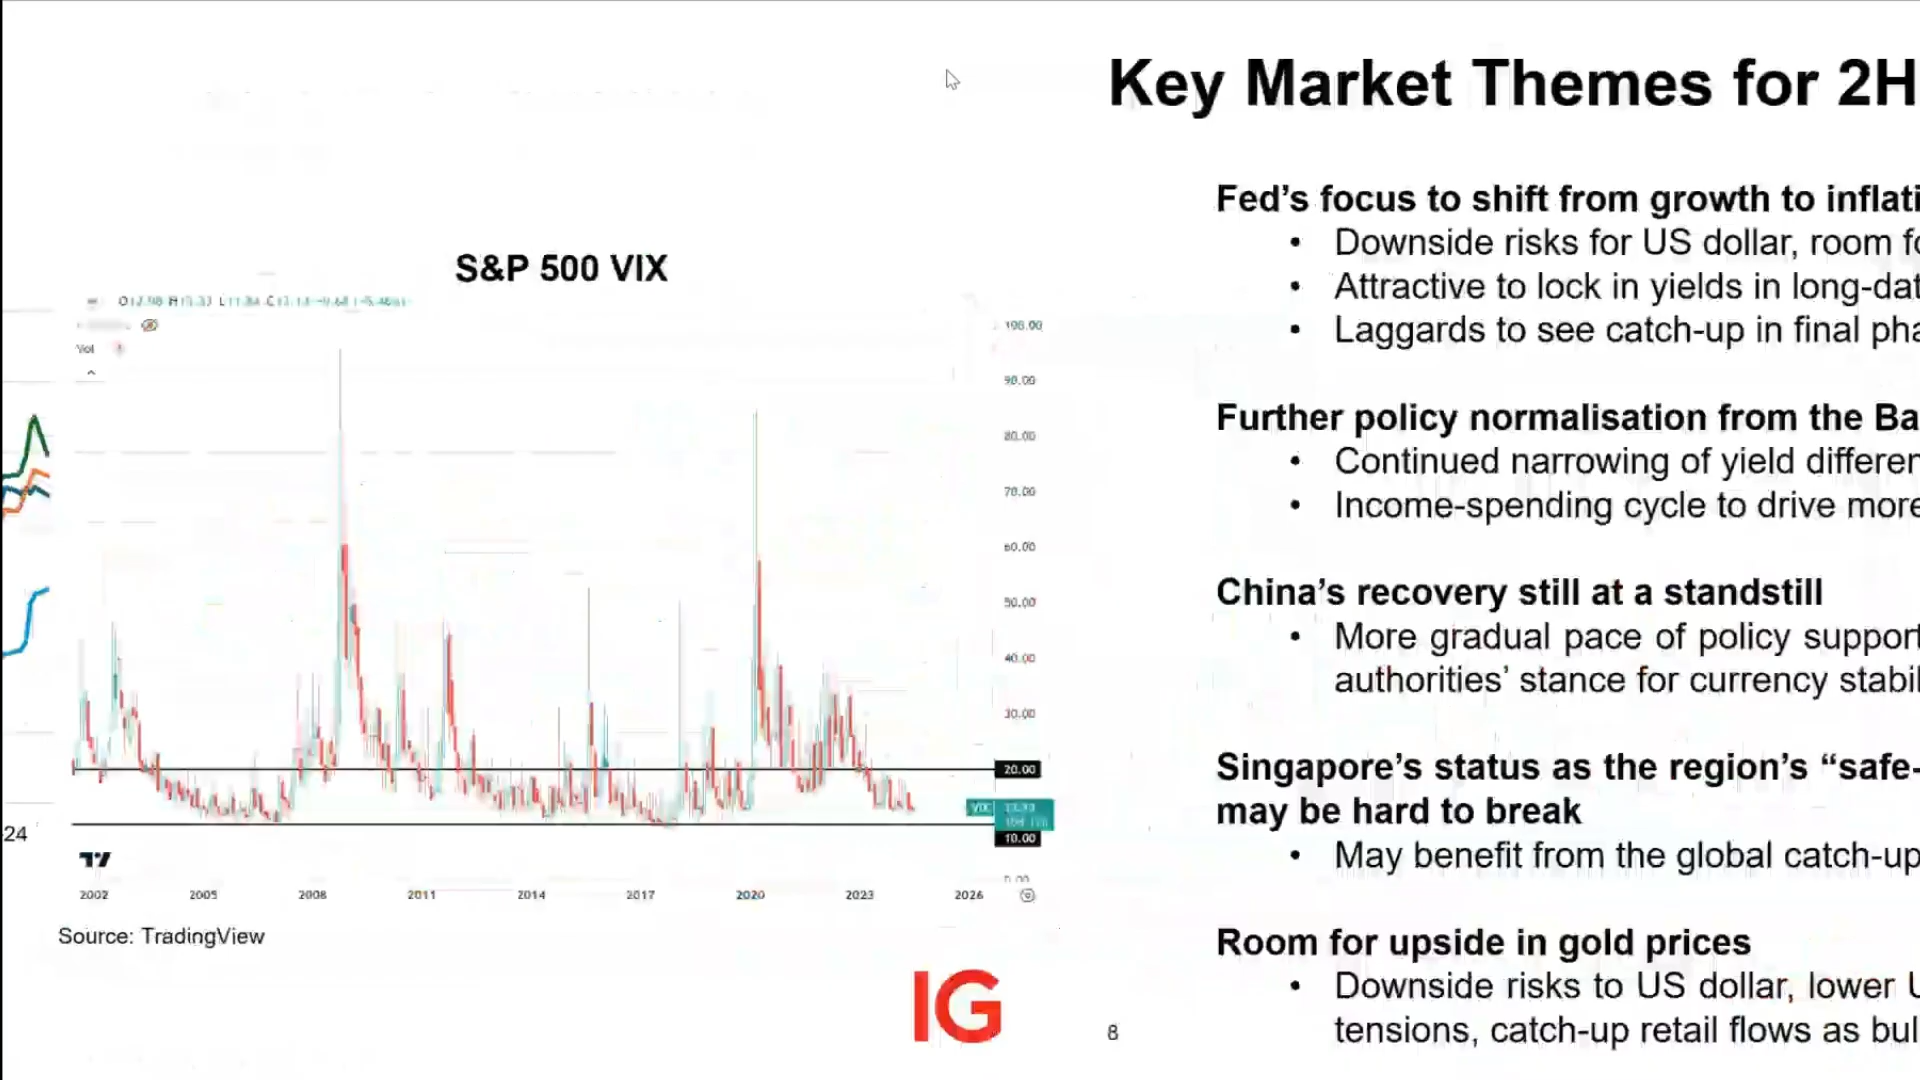 Key Market Themes for 2H
Fed’s focus to shift from growth to inflati
• Downside risks for US dollar, room fo
• Attractive to lock in yields in long-dat
• Laggards to see catch-up in final pha
Further policy normalisation from the Ba
• Continued narrowing of yield differen
• Income-spending cycle to drive more
China’s recovery still at a standstill
• More gradual pace of policy support
authorities’ stance for currency stabil
Singapore’s status as the region’s “safe-
may be hard to break
• May benefit from the global catch-up
Room for upside in gold prices
• Downside risks to US dollar, lower U
tensions, catch-up retail flows as bul
8
S&P 500 VIX
Vol
90.00
80.00
70.00
60.00
50.00
40.00
30.00
20.00
VIX
10.00
2002 2005 2008 2011 2014 2017 2020 2023 2026
24
Source: TradingView
IG